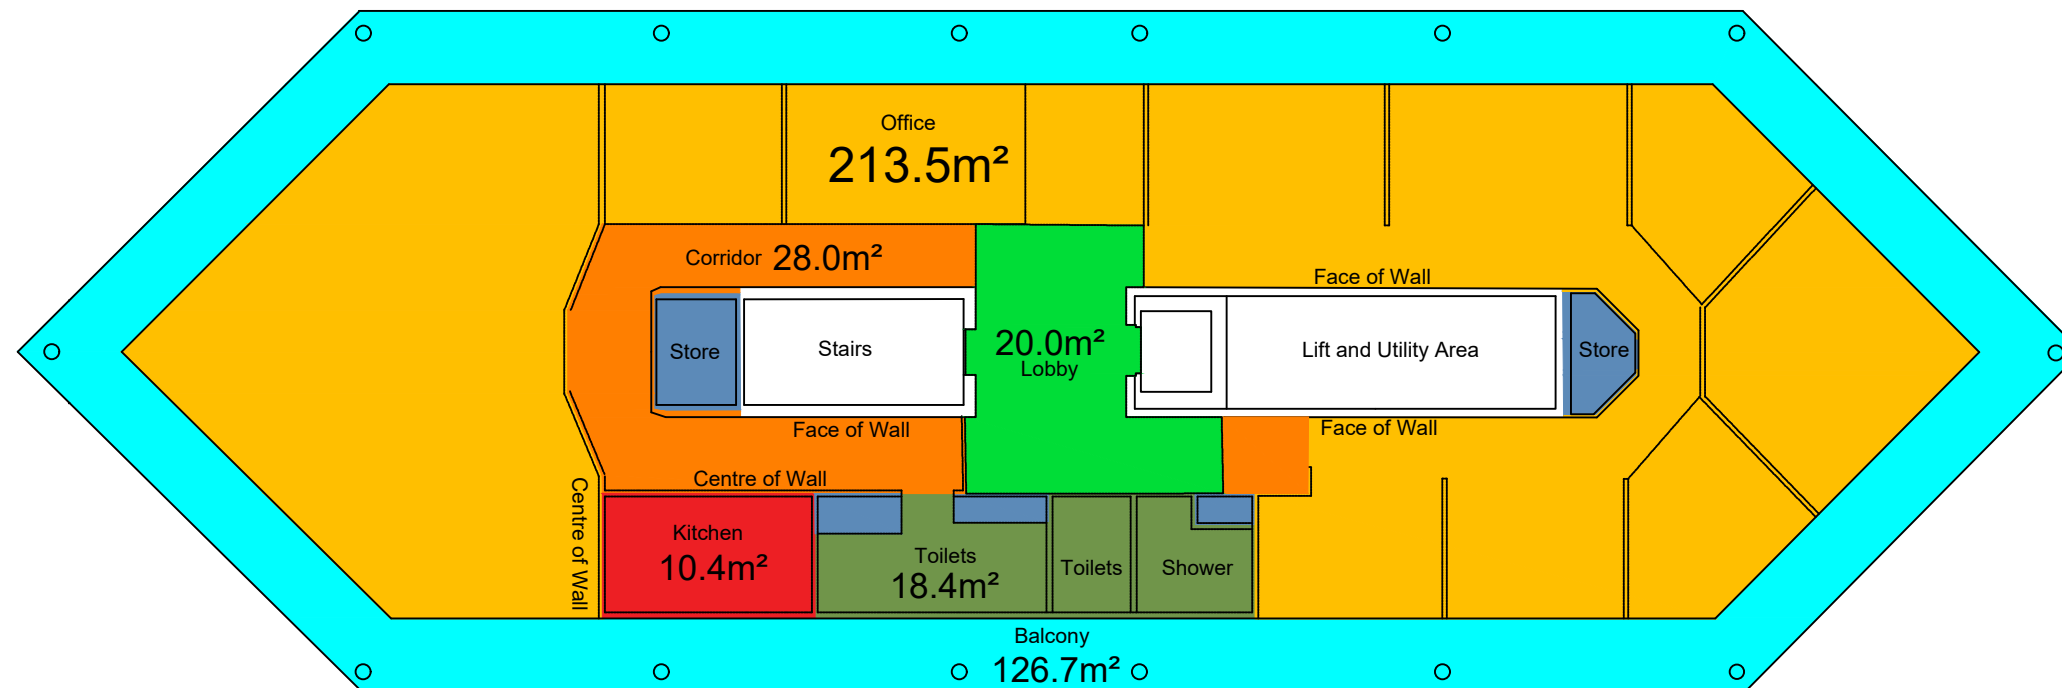 Office
213.5m²
Corridor 28.0m²
Face of Wall
Store
Stairs
20.0m²
Lobby
Lift and Utility Area
Store
Face of Wall
Face of Wall
Centre of Wall
Centre of Wall
Kitchen
10.4m²
Toilets
18.4m²
Toilets
Shower
Balcony
126.7m²